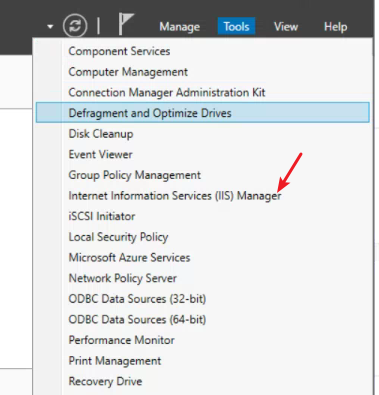 Manage Tools View Help
Component Services
Computer Management
Connection Manager Administration Kit
Defragment and Optimize Drives
Disk Cleanup
Event Viewer
Group Policy Management
Internet Information Services (IIS) Manager
iSCSI Initiator
Local Security Policy
Microsoft Azure Services
Network Policy Server
ODBC Data Sources (32-bit)
ODBC Data Sources (64-bit)
Performance Monitor
Print Management
Recovery Drive